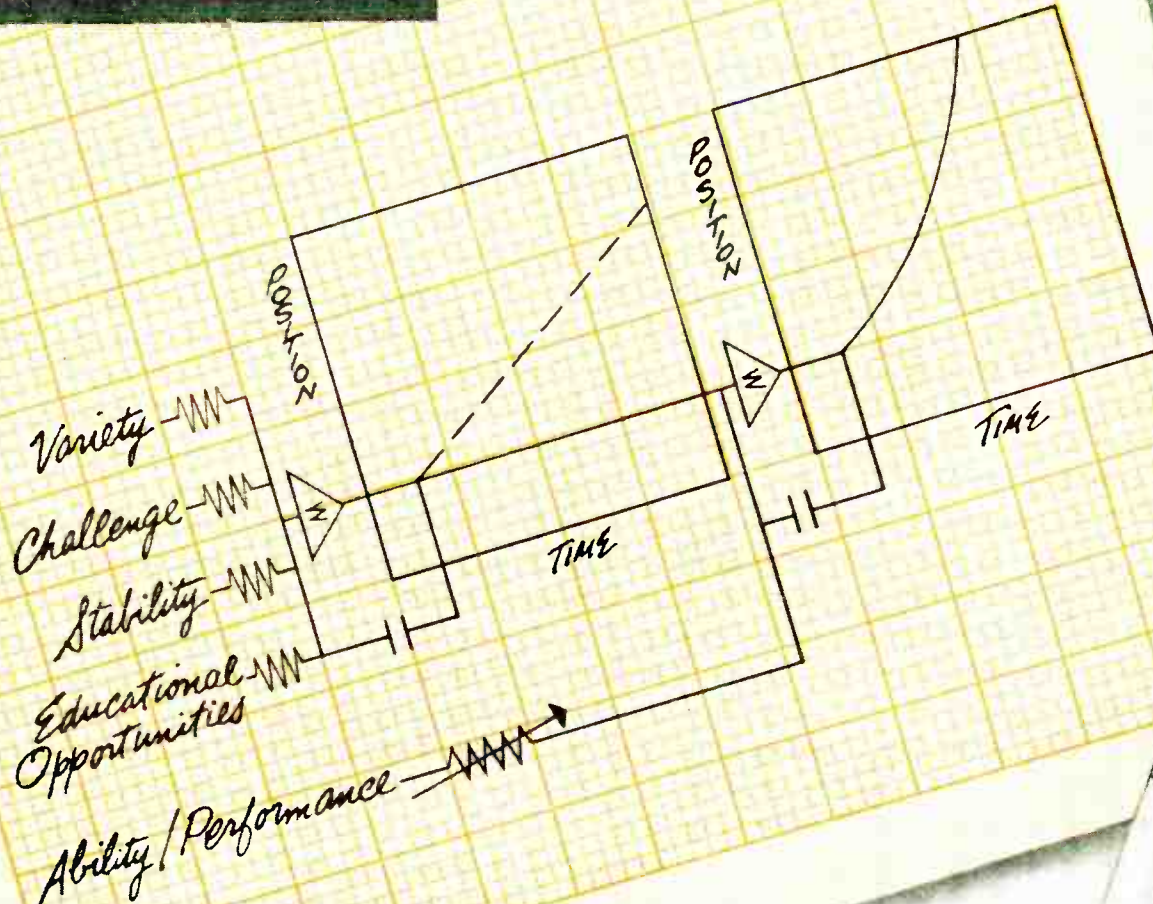 POSITION
POSITION
Variety
Challenge
Stability
Educational
Opportunities
Ability/Performance
Σ
Σ
TIME
TIME